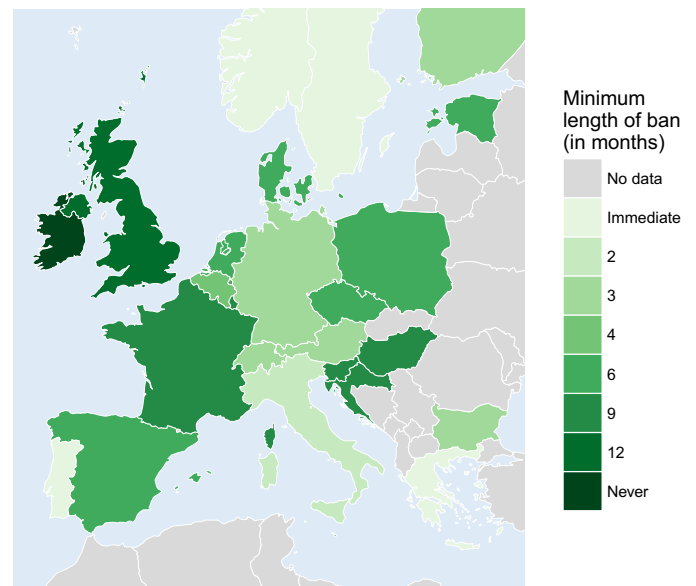 Minimum
length of ban
(in months)
No data
Immediate
2
3
4
6
9
12
Never